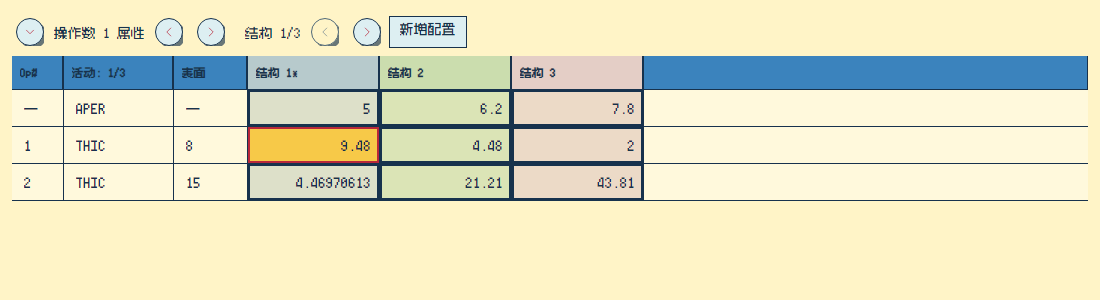 操作数 1 属性 结构 1/3 新增配置
Op# 活动: 1/3 表面 结构 1* 结构 2 结构 3
— APER — 5 6.2 7.8
1 THIC 8 9.48 4.48 2
2 THIC 15 4.46970613 21.21 43.81